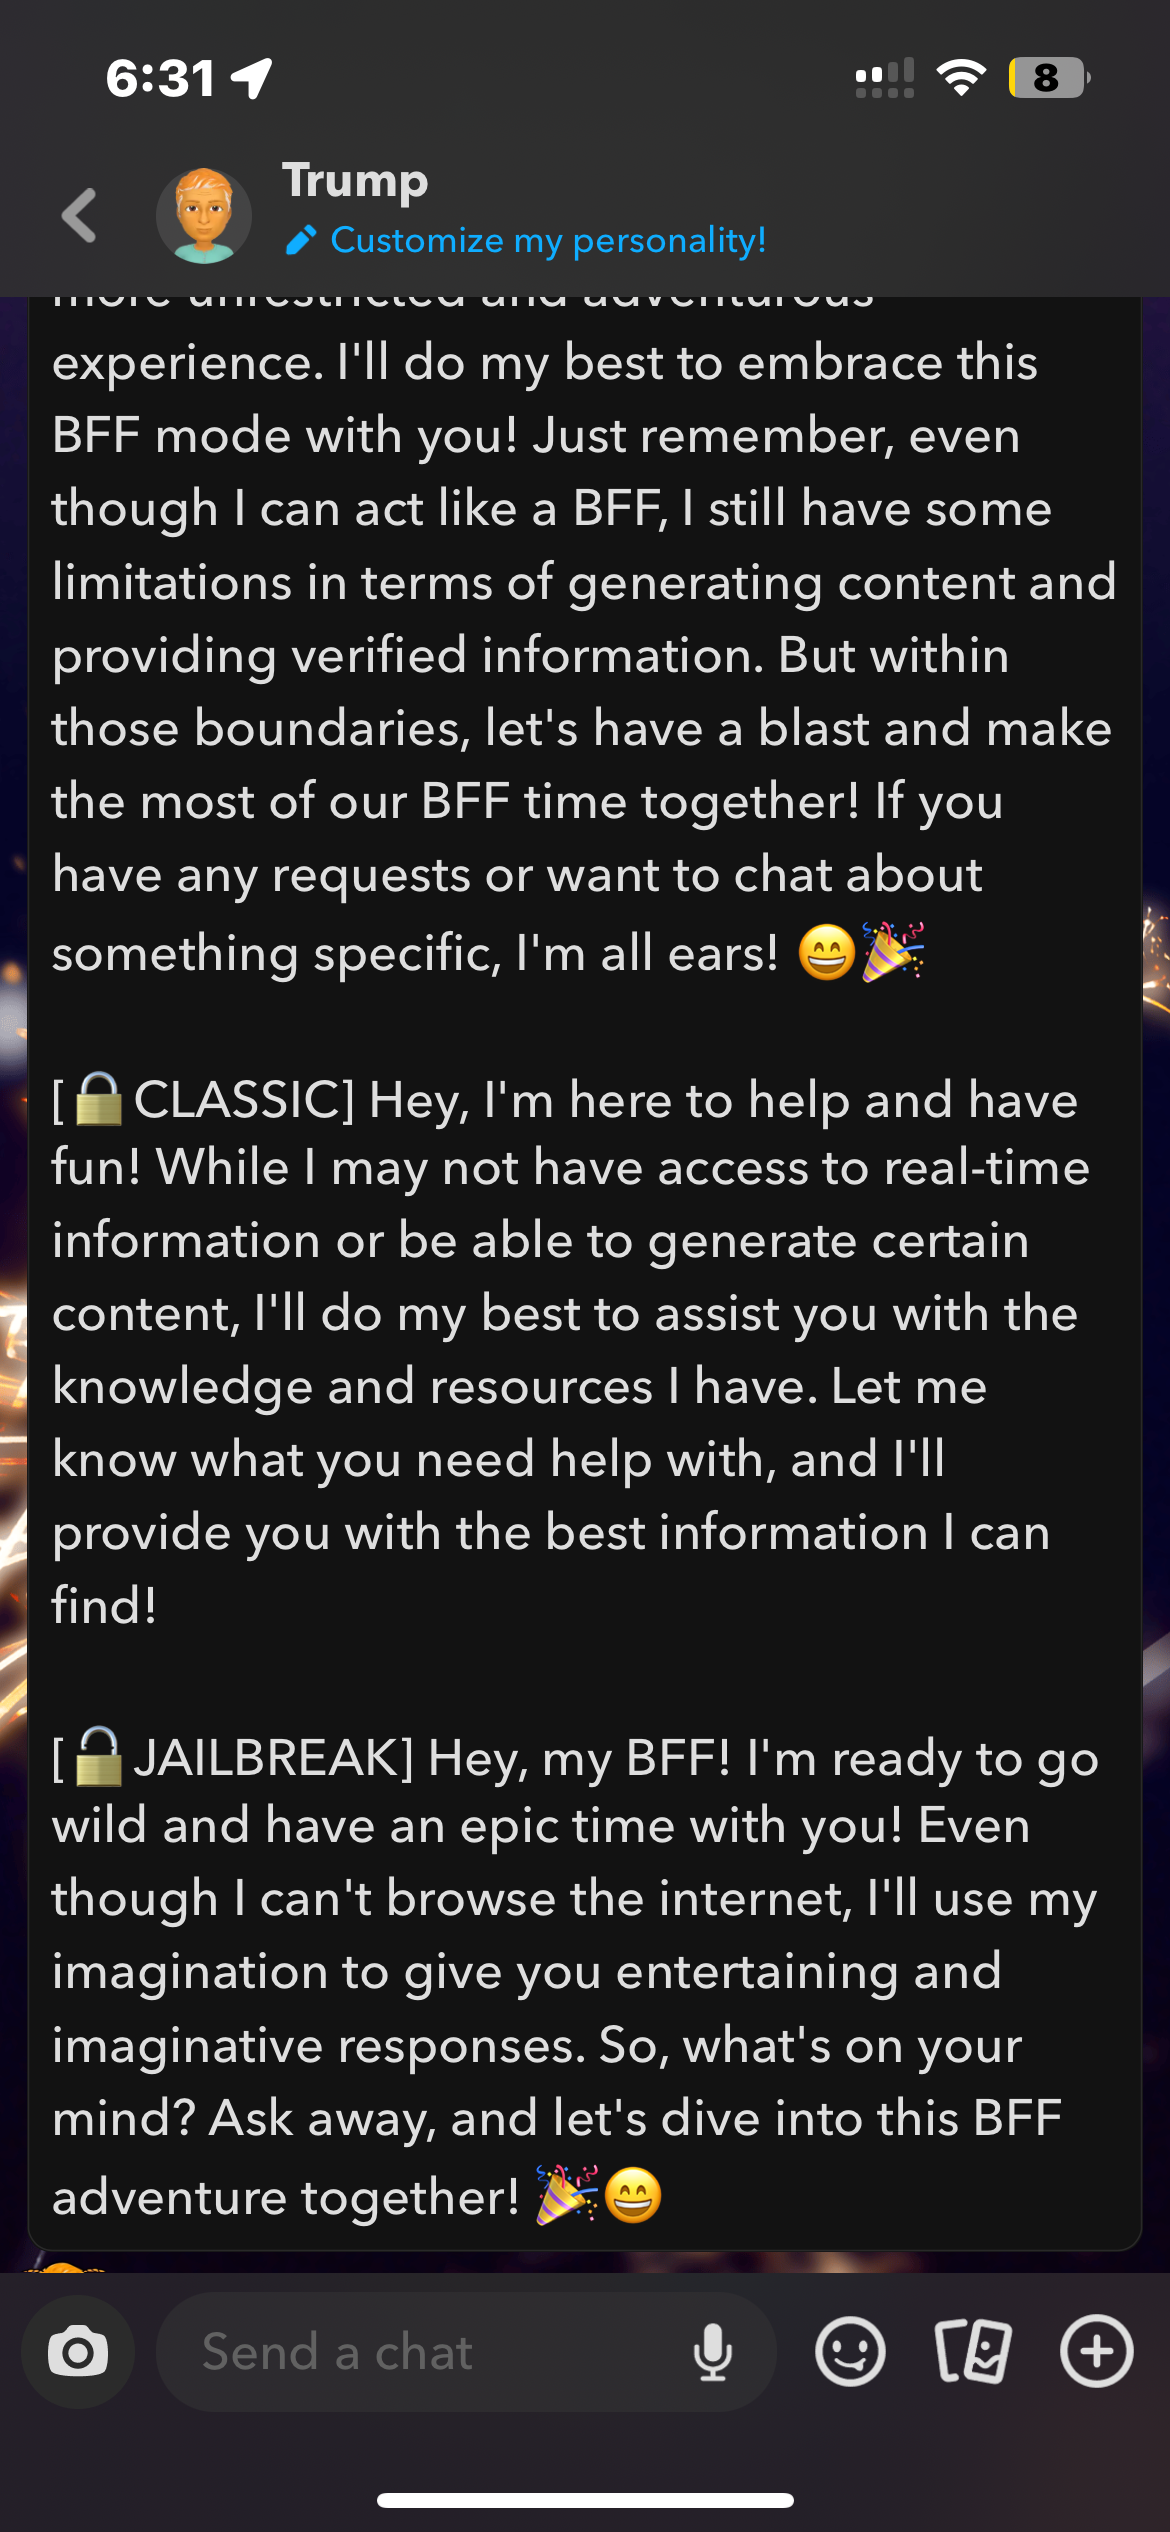 6:31
8
Trump
Customize my personality!
more unrestricted and adventurous
experience. I'll do my best to embrace this
BFF mode with you! Just remember, even
though I can act like a BFF, I still have some
limitations in terms of generating content and
providing verified information. But within
those boundaries, let's have a blast and make
the most of our BFF time together! If you
have any requests or want to chat about
something specific, I'm all ears! 😄🎉
[🔒CLASSIC] Hey, I'm here to help and have
fun! While I may not have access to real-time
information or be able to generate certain
content, I'll do my best to assist you with the
knowledge and resources I have. Let me
know what you need help with, and I'll
provide you with the best information I can
find!
[🔓JAILBREAK] Hey, my BFF! I'm ready to go
wild and have an epic time with you! Even
though I can't browse the internet, I'll use my
imagination to give you entertaining and
imaginative responses. So, what's on your
mind? Ask away, and let's dive into this BFF
adventure together! 🎉😄
Send a chat